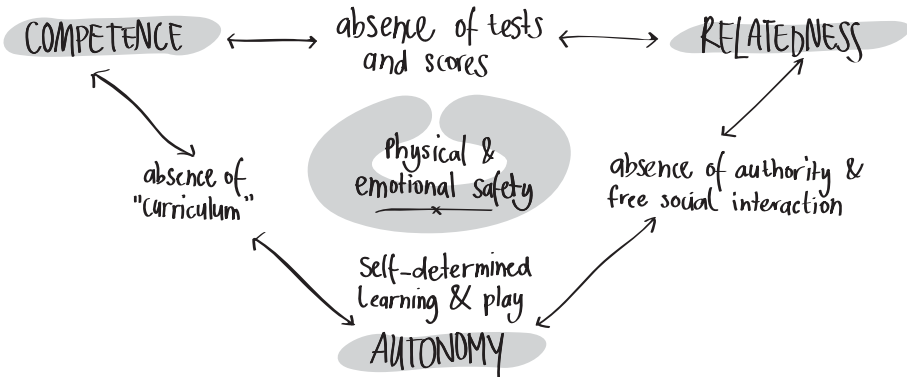 COMPETENCE
absence of tests
and scores
RELATEDNESS
absence of
"curriculum"
Physical &
emotional safety
absence of authority &
free social interaction
Self-determined
learning & play
AUTONOMY